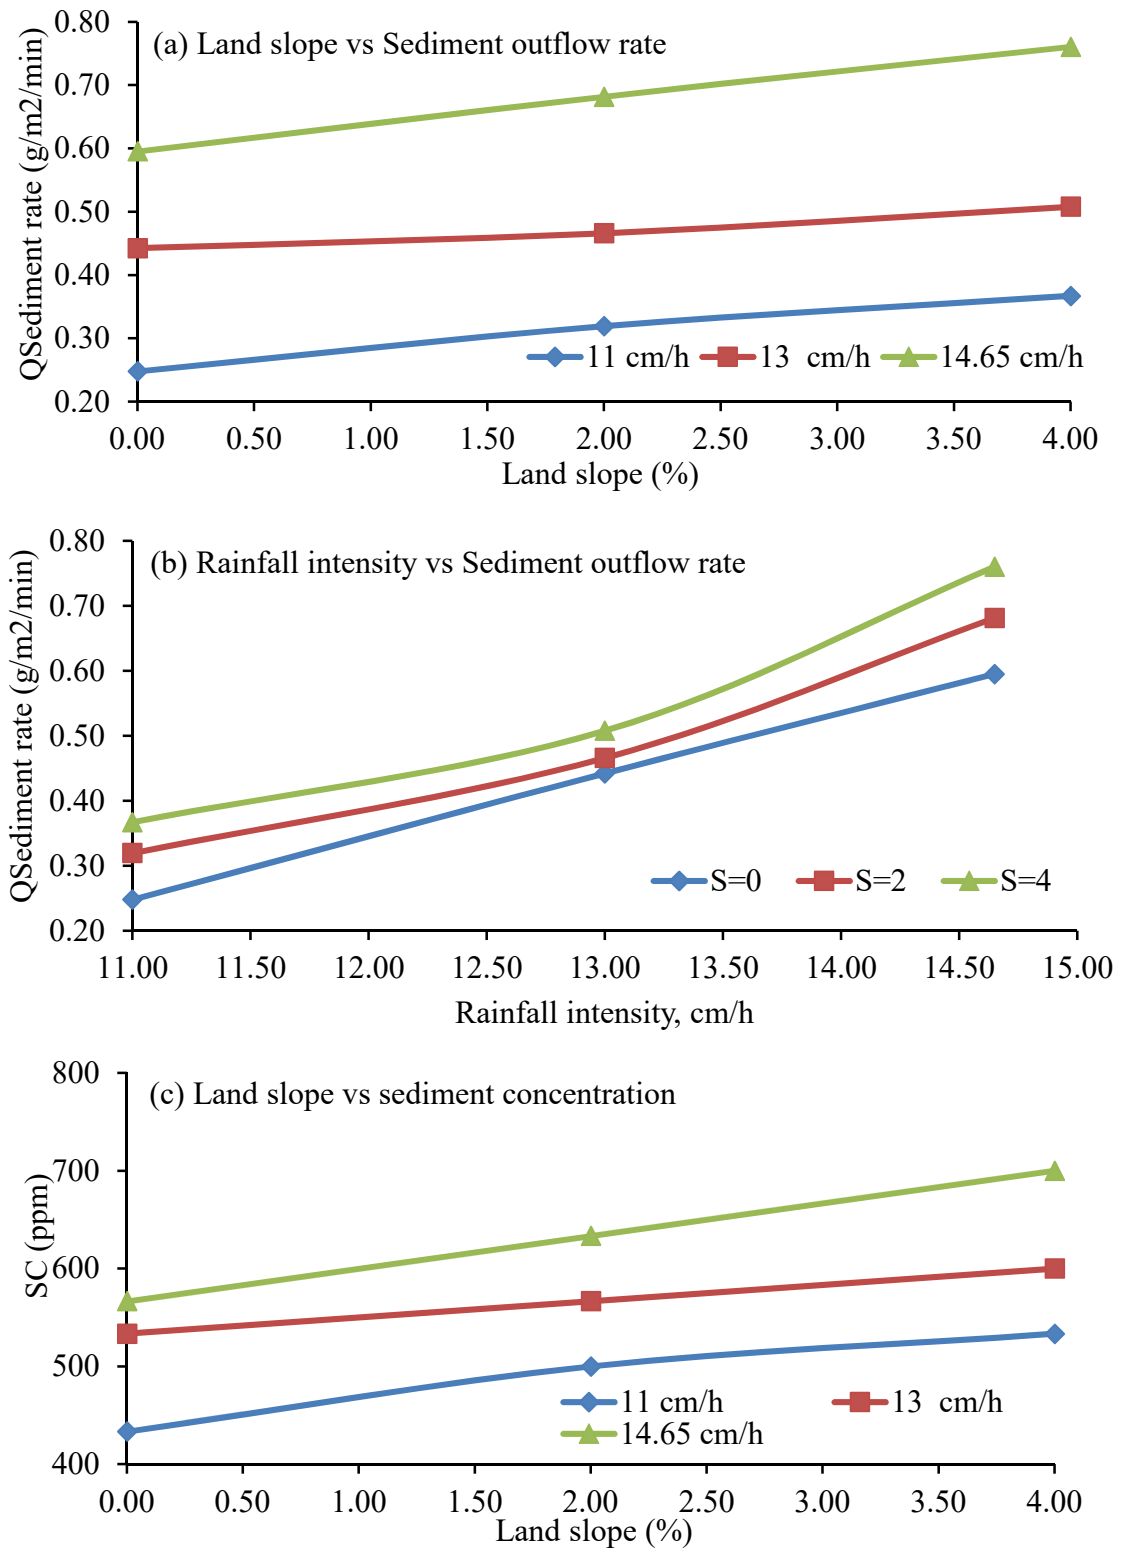 (a) Land slope vs Sediment outflow rate
QSediment rate (g/m2/min)
0.80
0.70
0.60
0.50
0.40
0.30
0.20
11 cm/h 13 cm/h 14.65 cm/h
0.00 0.50 1.00 1.50 2.00 2.50 3.00 3.50 4.00
Land slope (%)
(b) Rainfall intensity vs Sediment outflow rate
QSediment rate (g/m2/min)
0.80
0.70
0.60
0.50
0.40
0.30
0.20
S=0 S=2 S=4
11.00 11.50 12.00 12.50 13.00 13.50 14.00 14.50 15.00
Rainfall intensity, cm/h
(c) Land slope vs sediment concentration
SC (ppm)
800
700
600
500
400
11 cm/h 13 cm/h
14.65 cm/h
0.00 0.50 1.00 1.50 2.00 2.50 3.00 3.50 4.00
Land slope (%)